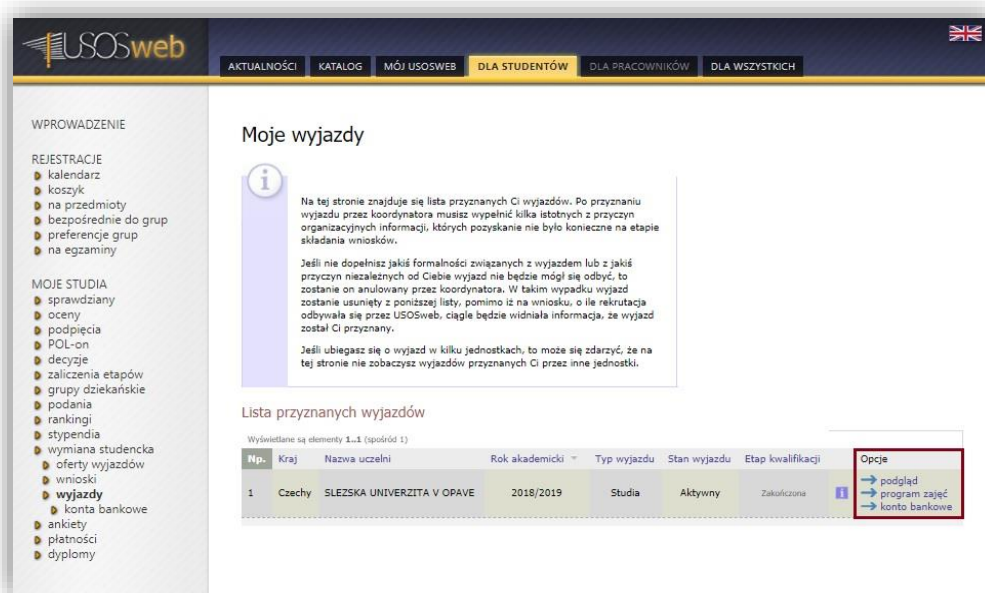 USOSweb
AKTUALNOŚCI KATALOG MÓJ USOSWEB DLA STUDENTÓW DLA PRACOWNIKÓW DLA WSZYSTKICH
WPROWADZENIE
REJESTRACJE
kalendarz
koszyk
na przedmioty
bezpośrednie do grup
preferencje grup
na egzaminy
MOJE STUDIA
sprawdziany
oceny
podpięcia
POL-on
decyzje
zaliczenia etapów
grupy dziekańskie
podania
rankingi
stypendia
wymiana studencka
oferty wyjazdów
wnioski
wyjazdy
konta bankowe
ankiety
płatności
dyplomy
Moje wyjazdy
i
Na tej stronie znajduje się lista przyznanych Ci wyjazdów. Po przyznaniu
wyjazdu przez koordynatora musisz wypełnić kilka istotnych z przyczyn
organizacyjnych informacji, których pozyskanie nie było konieczne na etapie
składania wniosków.
Jeśli nie dopełnisz jakiś formalności związanych z wyjazdem lub z jakiś
przyczyn niezależnych od Ciebie wyjazd nie będzie mógł się odbyć, to
zostanie on anulowany przez koordynatora. W takim wypadku wyjazd
zostanie usunięty z poniższej listy, pomimo iż na wniosku, o ile rekrutacja
odbywała się przez USOSweb, ciągle będzie widniała informacja, że wyjazd
został Ci przyznany.
Jeśli ubiegasz się o wyjazd w kilku jednostkach, to może się zdarzyć, że na
tej stronie nie zobaczysz wyjazdów przyznanych Ci przez inne jednostki.
Lista przyznanych wyjazdów
Wyświetlane są elementy 1..1 (spośród 1)
Np. Kraj Nazwa uczelni Rok akademicki Typ wyjazdu Stan wyjazdu Etap kwalifikacji Opcje
1 Czechy SLEZSKA UNIVERZITA V OPAVE 2018/2019 Studia Aktywny Zakończona i
podgląd
program zajęć
konto bankowe